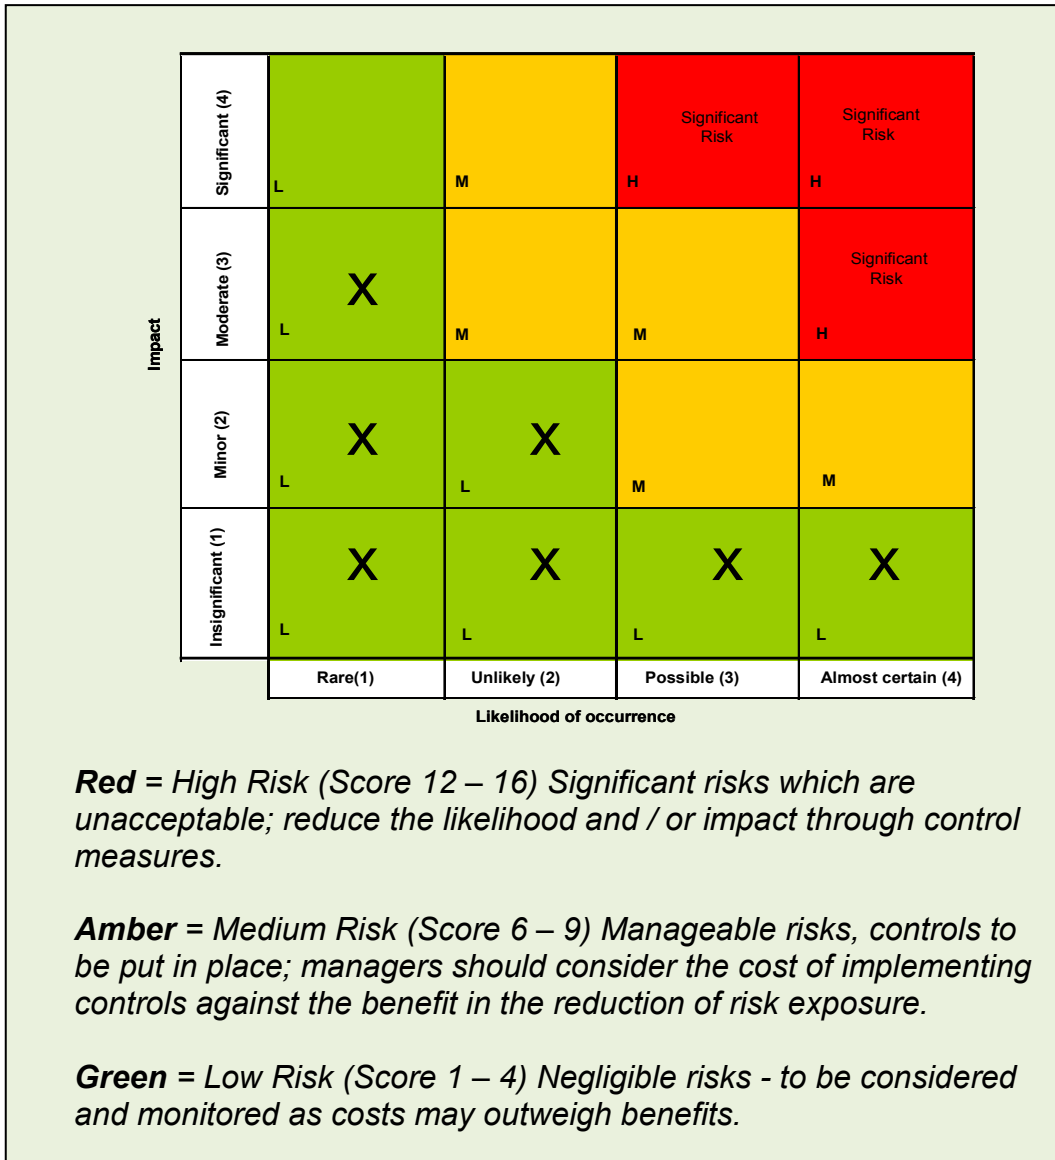 Significant (4)
Significant
Risk
Significant
Risk
L
M
H
H
Impact
Moderate (3)
X
Significant
Risk
L
M
M
H
Minor (2)
X
X
L
L
M
M
Insignificant (1)
X
X
X
X
L
L
L
L
Rare(1)
Unlikely (2)
Possible (3)
Almost certain (4)
Likelihood of occurrence
Red = High Risk (Score 12 – 16) Significant risks which are
unacceptable; reduce the likelihood and / or impact through control
measures.
Amber = Medium Risk (Score 6 – 9) Manageable risks, controls to
be put in place; managers should consider the cost of implementing
controls against the benefit in the reduction of risk exposure.
Green = Low Risk (Score 1 – 4) Negligible risks - to be considered
and monitored as costs may outweigh benefits.